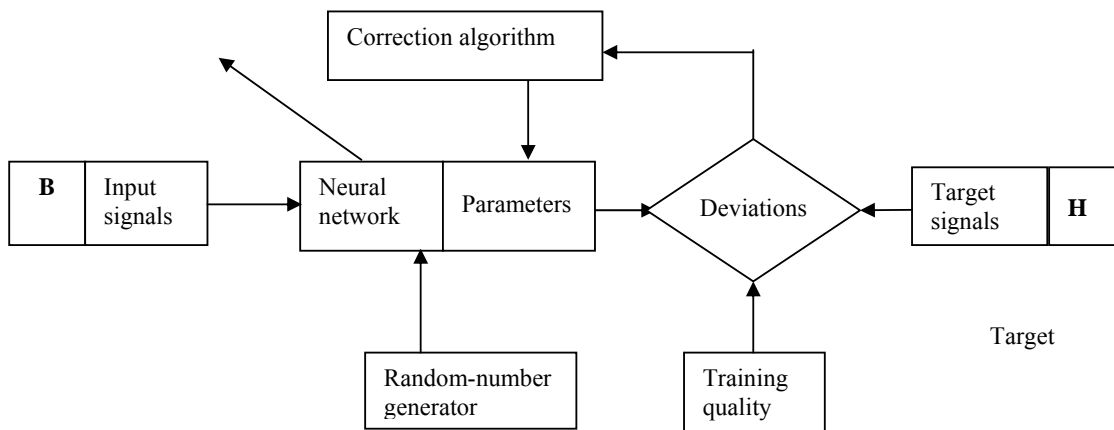 Correction algorithm
B
Input
signals
Neural
network
Parameters
Deviations
Target
signals
H
Target
Random-number
generator
Training
quality